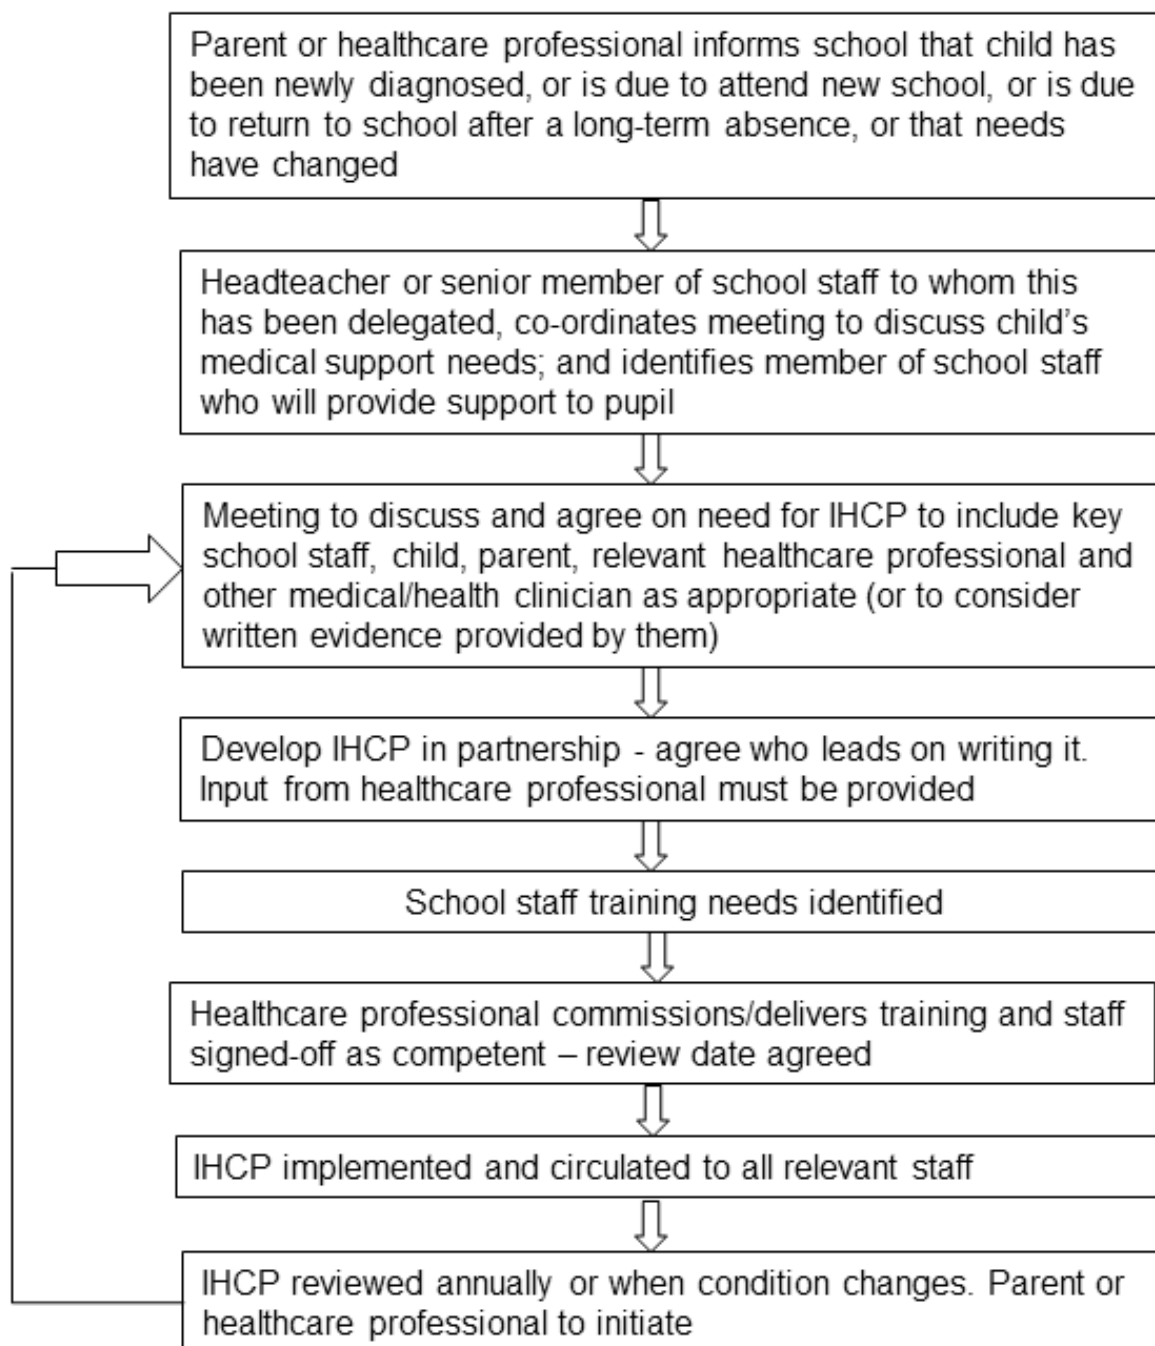 Parent or healthcare professional informs school that child has
been newly diagnosed, or is due to attend new school, or is due
to return to school after a long-term absence, or that needs
have changed
Headteacher or senior member of school staff to whom this
has been delegated, co-ordinates meeting to discuss child’s
medical support needs; and identifies member of school staff
who will provide support to pupil
Meeting to discuss and agree on need for IHCP to include key
school staff, child, parent, relevant healthcare professional and
other medical/health clinician as appropriate (or to consider
written evidence provided by them)
Develop IHCP in partnership - agree who leads on writing it.
Input from healthcare professional must be provided
School staff training needs identified
Healthcare professional commissions/delivers training and staff
signed-off as competent – review date agreed
IHCP implemented and circulated to all relevant staff
IHCP reviewed annually or when condition changes. Parent or
healthcare professional to initiate